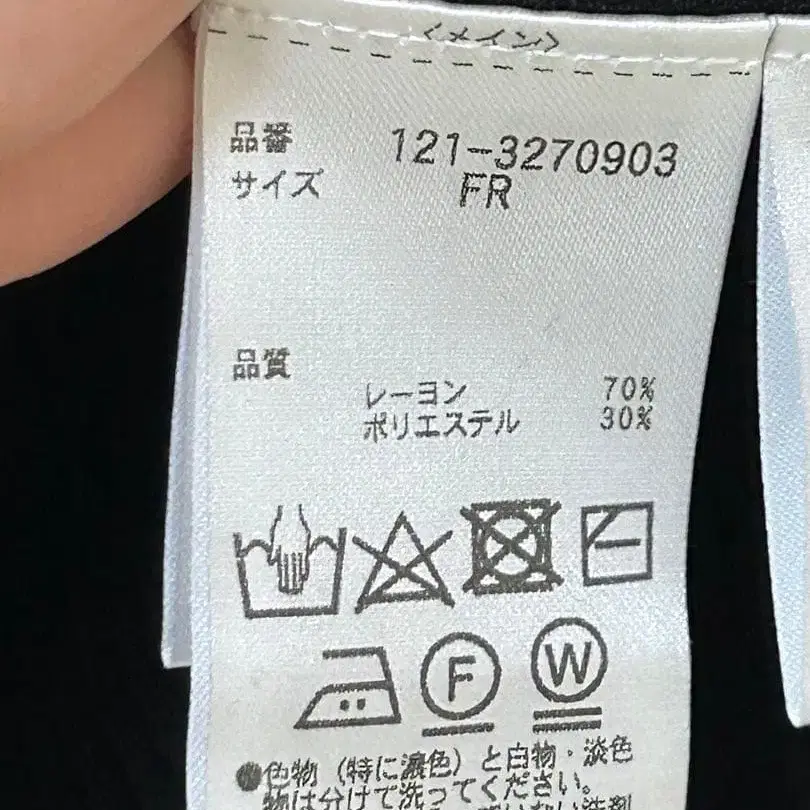 <メイン>
品番 121-3270903
サイズ FR
品質
レーヨン 70%
ポリエステル 30%
F
W
●色物(特に濃色)と白物・淡色
物は分けて洗ってください。